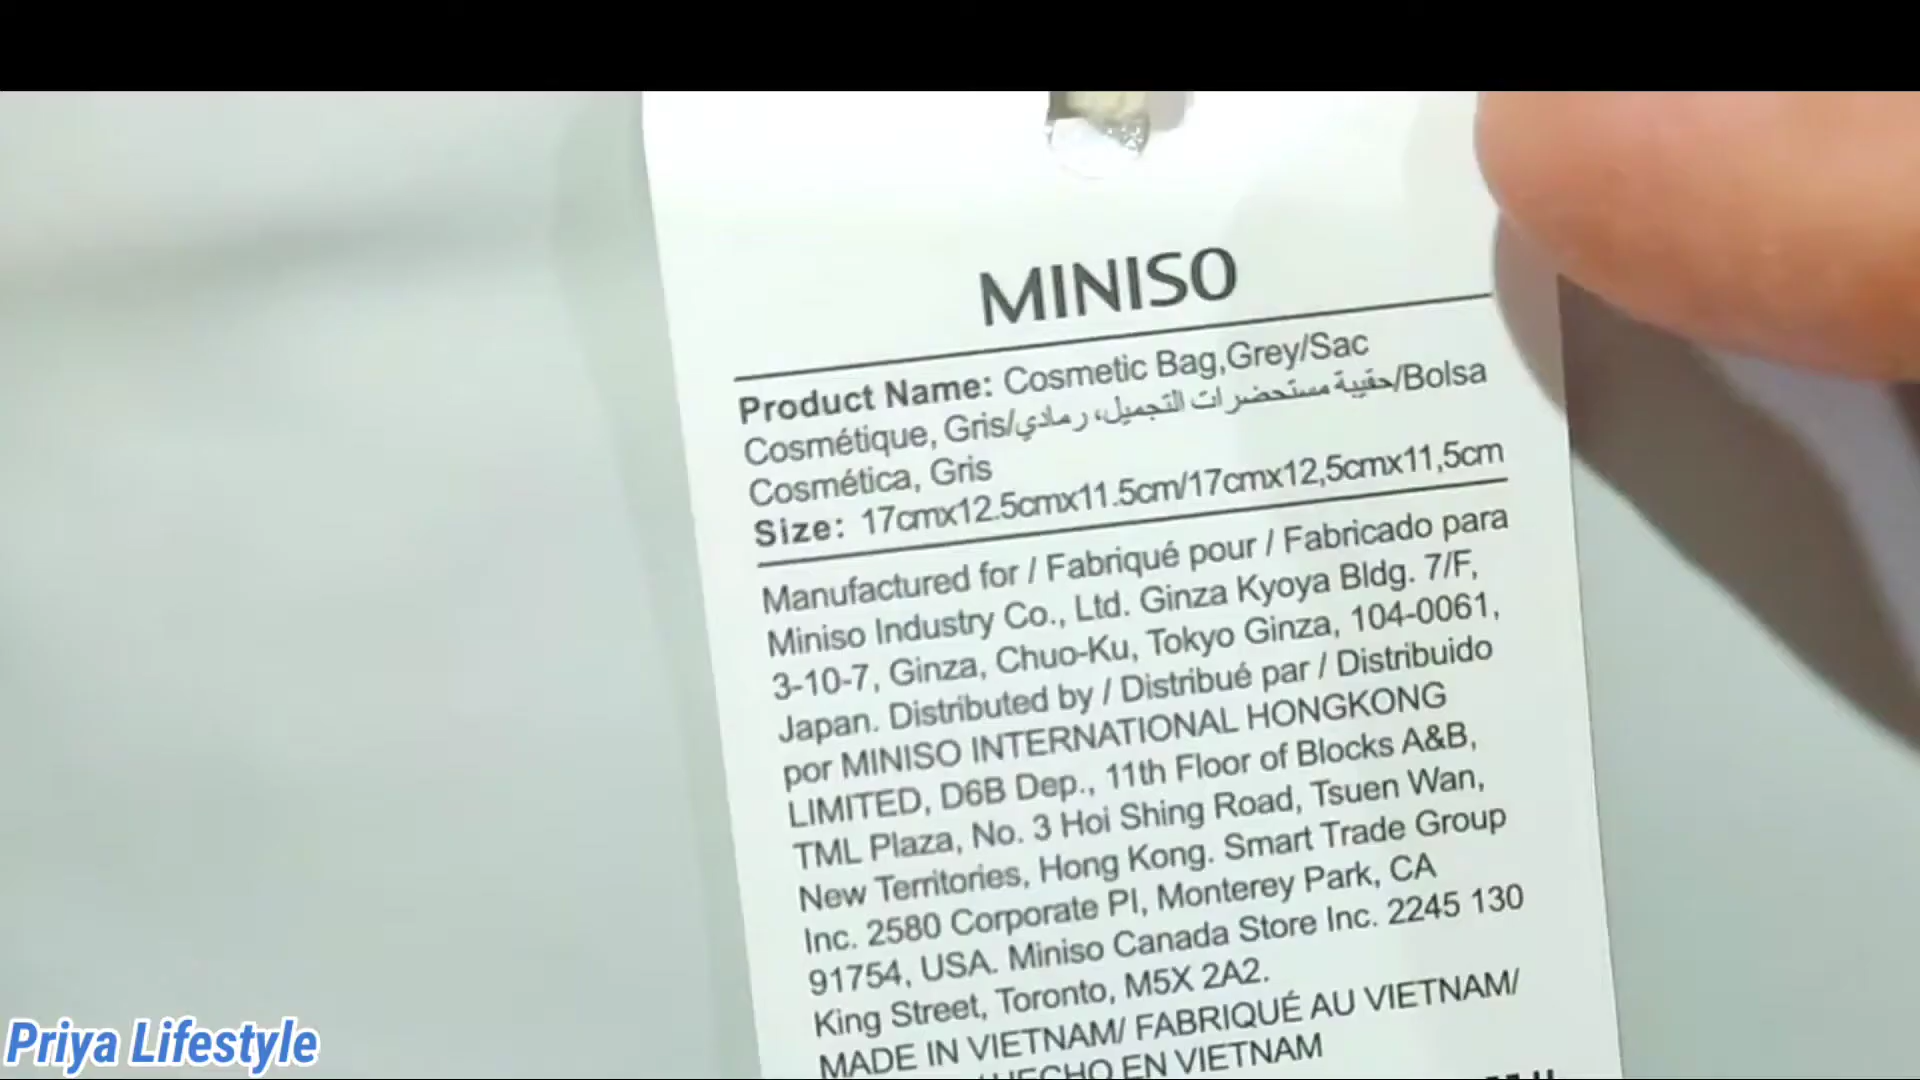 MINISO
Product Name: Cosmetic Bag,Grey/Sac
Cosmétique, Gris/حقيبة مستحضرات التجميل، رمادي/Bolsa
Cosmética, Gris
Size: 17cmx12.5cmx11.5cm/17cmx12,5cmx11,5cm
Manufactured for / Fabriqué pour / Fabricado para
Miniso Industry Co., Ltd. Ginza Kyoya Bldg. 7/F,
3-10-7, Ginza, Chuo-Ku, Tokyo Ginza, 104-0061,
Japan. Distributed by / Distribué par / Distribuido
por MINISO INTERNATIONAL HONGKONG
LIMITED, D6B Dep., 11th Floor of Blocks A&B,
TML Plaza, No. 3 Hoi Shing Road, Tsuen Wan,
New Territories, Hong Kong. Smart Trade Group
Inc. 2580 Corporate Pl, Monterey Park, CA
91754, USA. Miniso Canada Store Inc. 2245 130
King Street, Toronto, M5X 2A2.
MADE IN VIETNAM/ FABRIQUÉ AU VIETNAM/
HECHO EN VIETNAM
Priya Lifestyle